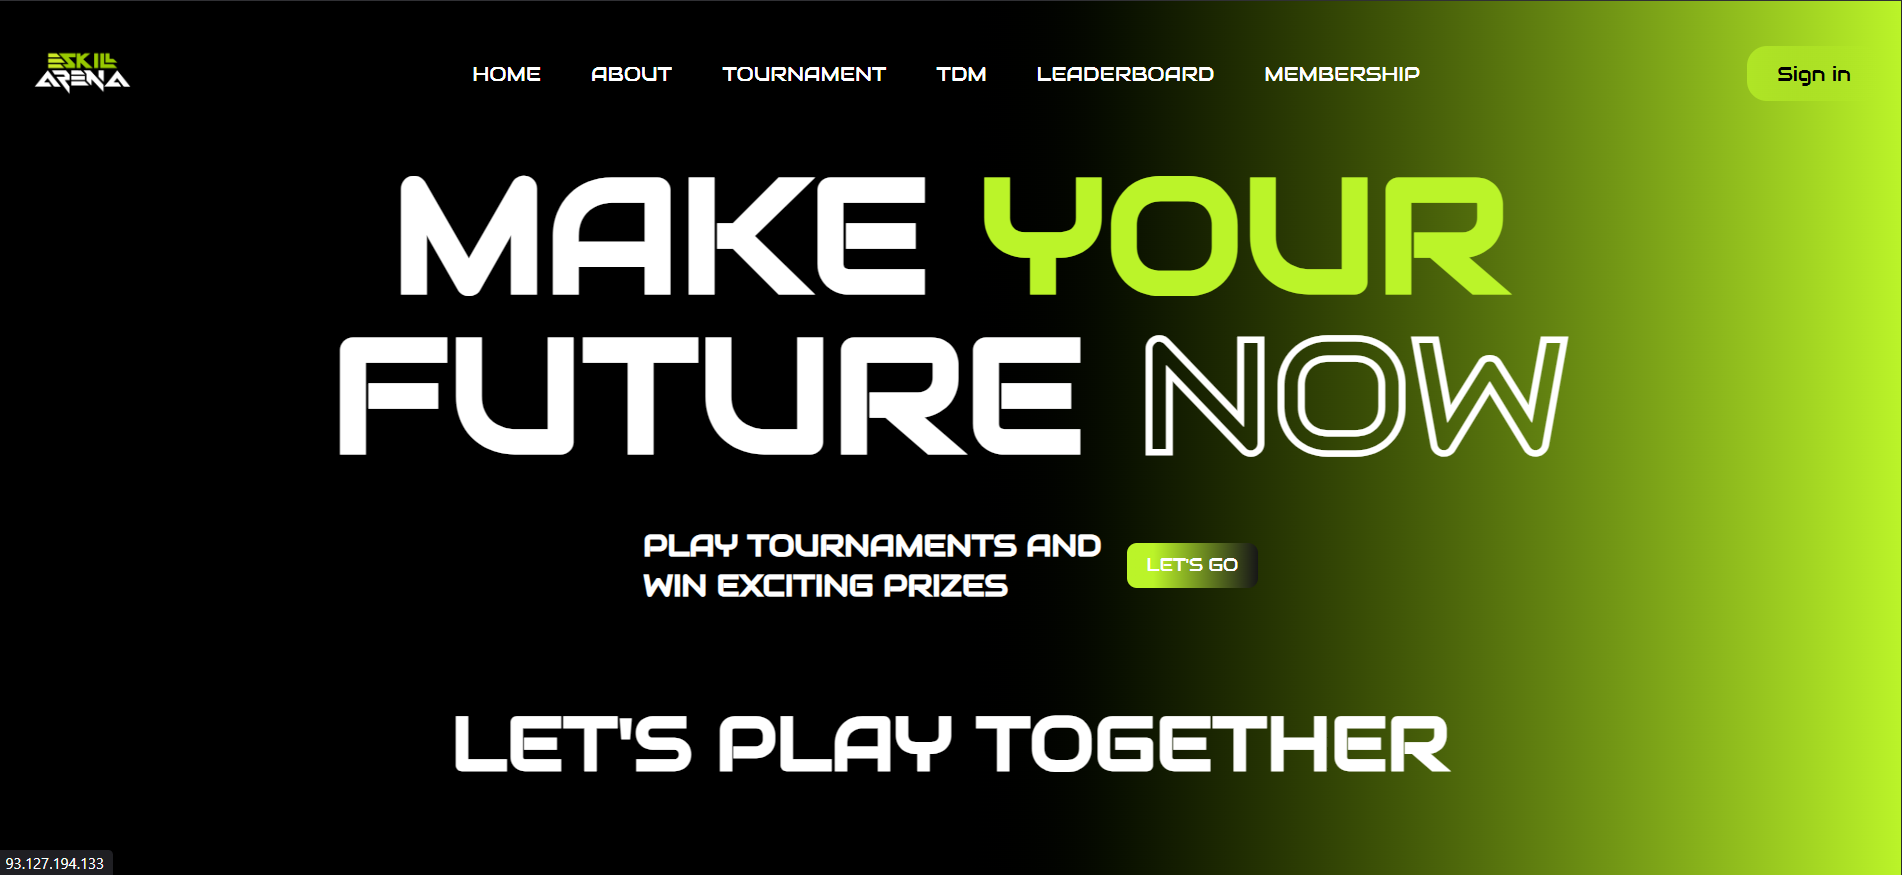 ESKILL
ARENA
HOME ABOUT TOURNAMENT TDM LEADERBOARD MEMBERSHIP
Sign in
MAKE YOUR
FUTURE NOW
PLAY TOURNAMENTS AND
WIN EXCITING PRIZES
LET'S GO
LET'S PLAY TOGETHER
93.127.194.133